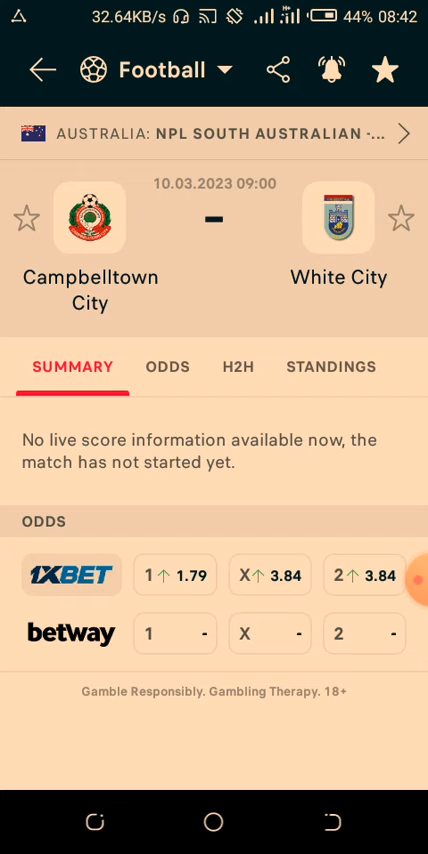 32.64KB/s 44% 08:42
Football
AUSTRALIA: NPL SOUTH AUSTRALIAN -...
10.03.2023 09:00
-
Campbelltown
City
White City
SUMMARY ODDS H2H STANDINGS
No live score information available now, the
match has not started yet.
ODDS
1XBET 1↑ 1.79 X↑ 3.84 2↑ 3.84
betway 1 - X - 2 -
Gamble Responsibly. Gambling Therapy. 18+